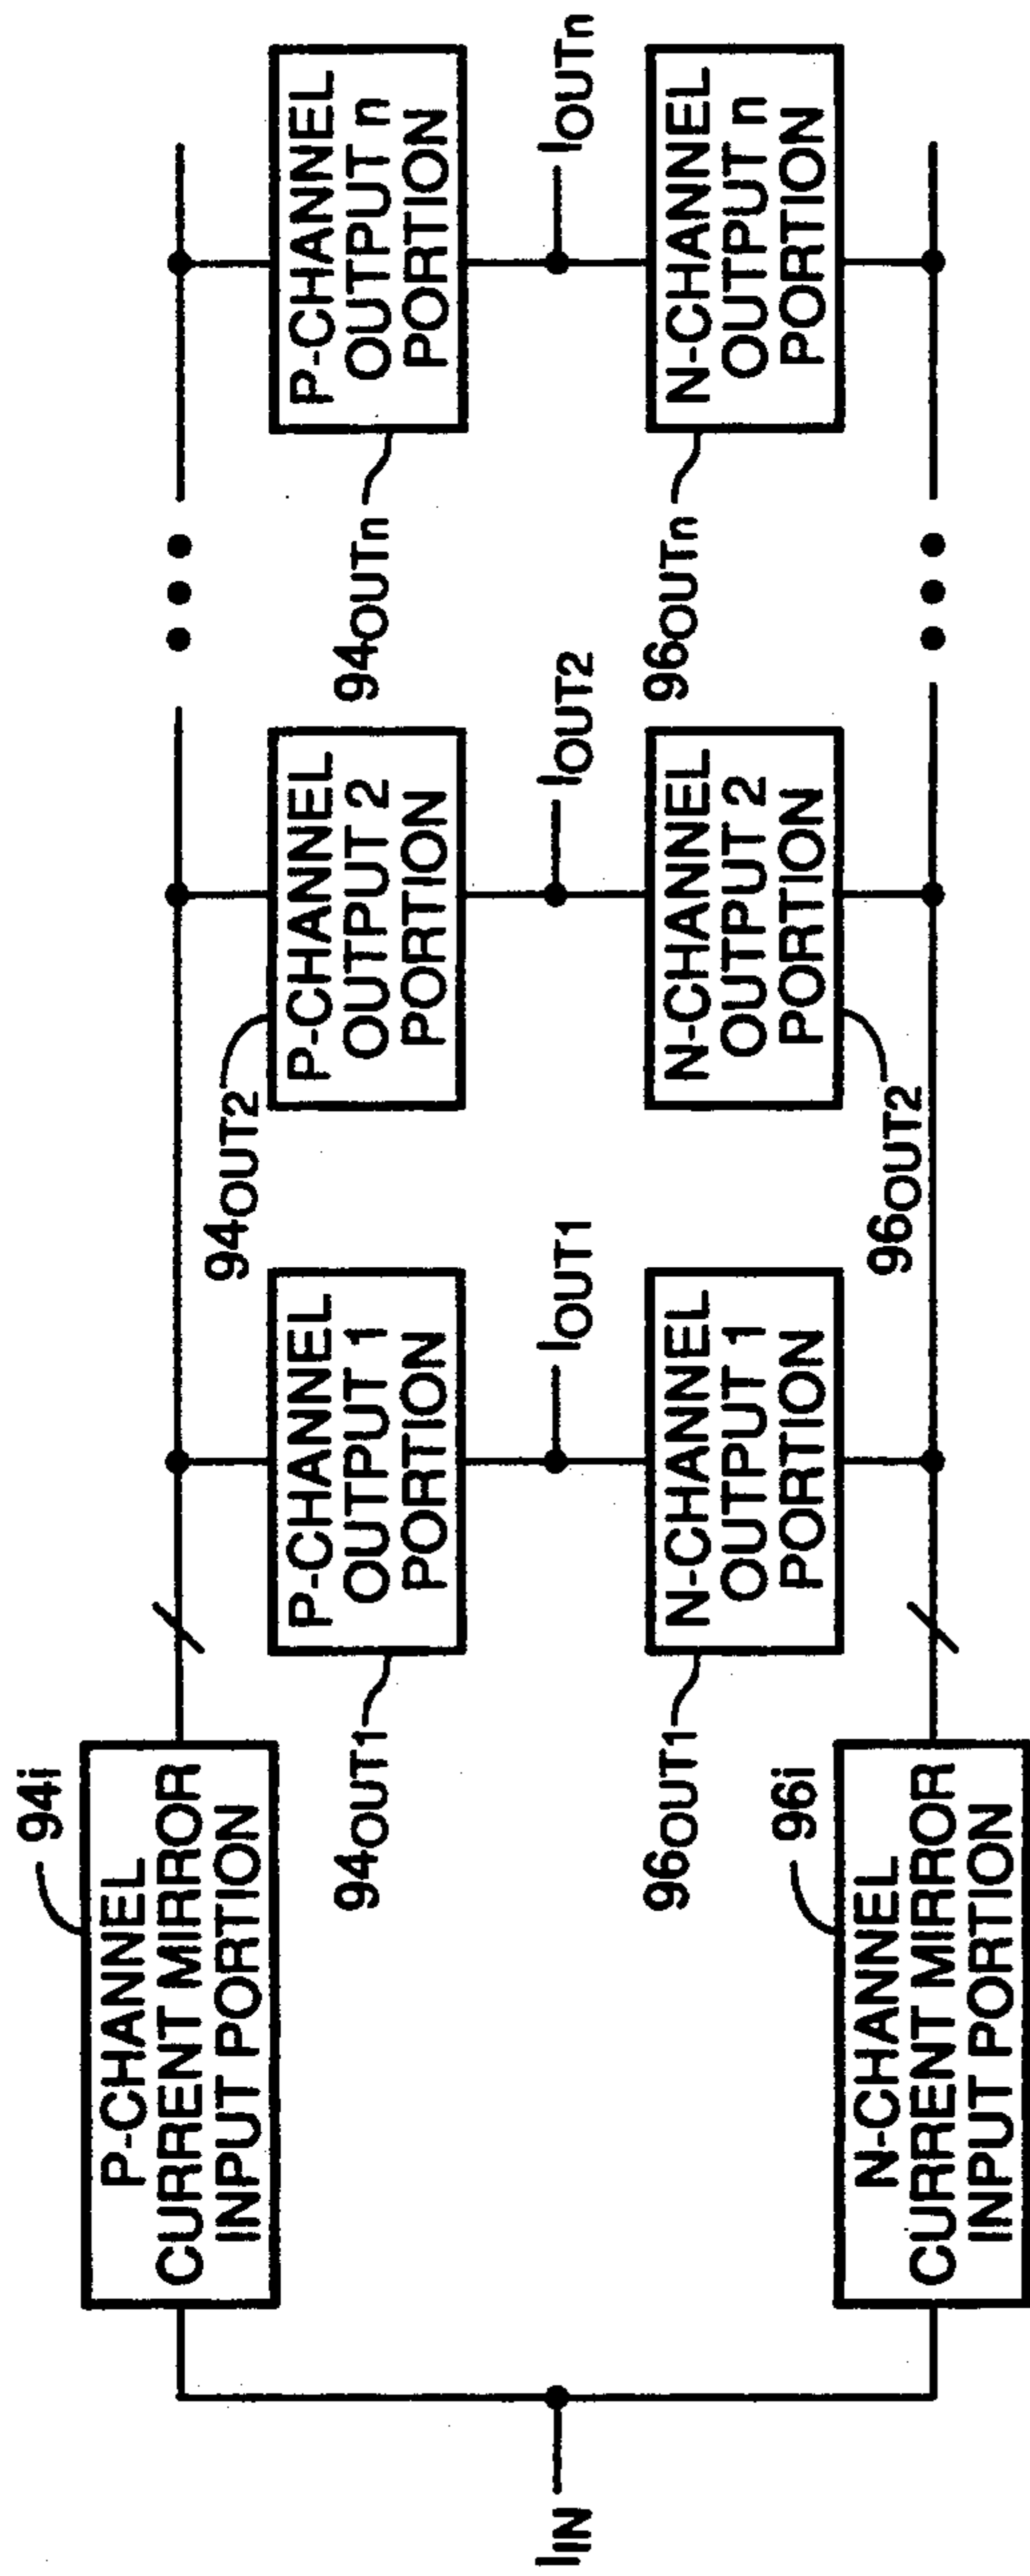 94i
P-CHANNEL
CURRENT MIRROR
INPUT PORTION
94OUT1
P-CHANNEL
OUTPUT 1
PORTION
94OUT2
P-CHANNEL
OUTPUT 2
PORTION
94OUTn
P-CHANNEL
OUTPUT n
PORTION
IIN
IOUT1
IOUT2
IOUTn
96i
N-CHANNEL
CURRENT MIRROR
INPUT PORTION
96OUT1
N-CHANNEL
OUTPUT 1
PORTION
96OUT2
N-CHANNEL
OUTPUT 2
PORTION
96OUTn
N-CHANNEL
OUTPUT n
PORTION